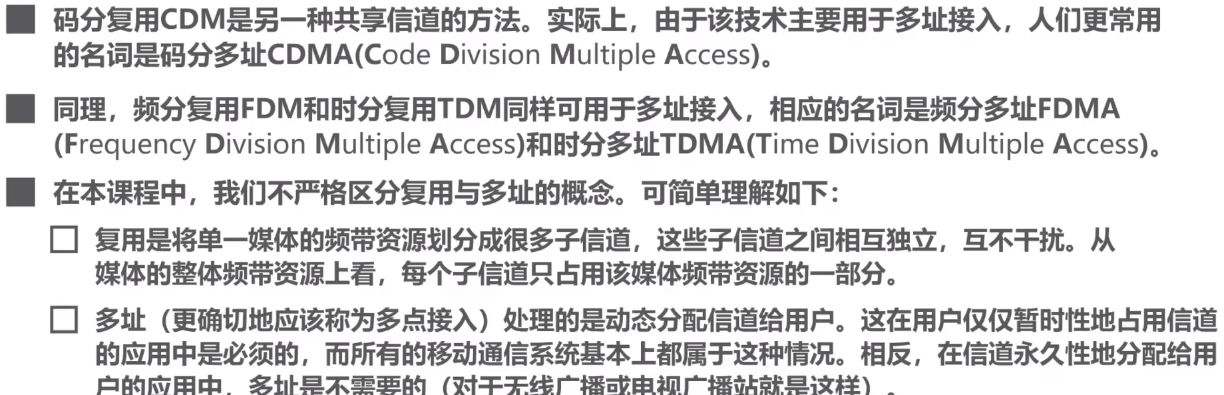 码分复用CDM是另一种共享信道的方法。实际上，由于该技术主要用于多址接入，人们更常用
的名词是码分多址CDMA(Code Division Multiple Access)。
同理，频分复用FDM和时分复用TDM同样可用于多址接入，相应的名词是频分多址FDMA
(Frequency Division Multiple Access)和时分多址TDMA(Time Division Multiple Access)。
在本课程中，我们不严格区分复用与多址的概念。可简单理解如下：
复用是将单一媒体的频带资源划分成很多子信道，这些子信道之间相互独立，互不干扰。从
媒体的整体频带资源上看，每个子信道只占用该媒体频带资源的一部分。
多址（更确切地应该称为多点接入）处理的是动态分配信道给用户。这在用户仅仅暂时性地占用信道
的应用中是必须的，而所有的移动通信系统基本上都属于这种情况。相反，在信道永久性地分配给用
户的应用中，多址是不需要的（对于无线广播或电视广播站就是这样）。